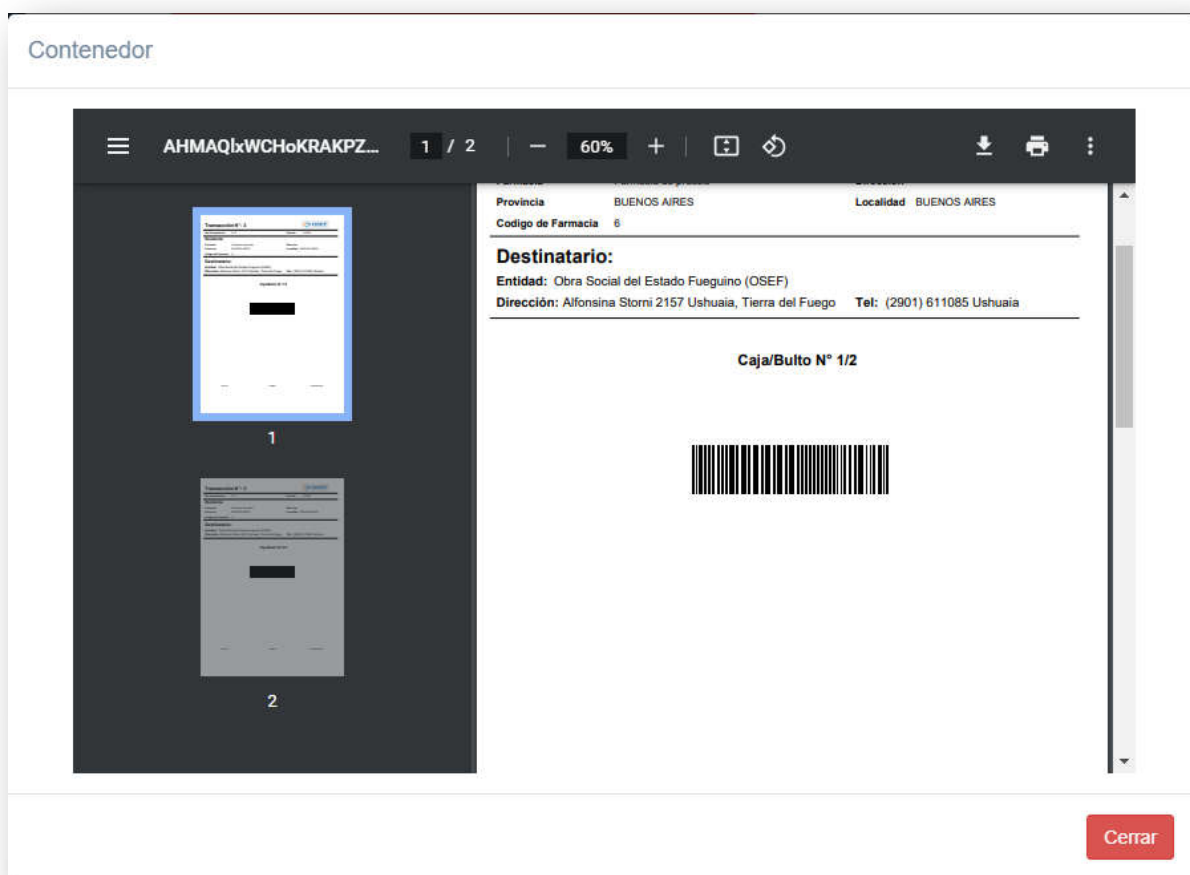 Contenedor
AHMAQlxWCHoKRAKPZ... 1 / 2 60%
Provincia BUENOS AIRES Localidad BUENOS AIRES
Codigo de Farmacia 6
Destinatario:
Entidad: Obra Social del Estado Fueguino (OSEF)
Dirección: Alfonsina Storni 2157 Ushuaia, Tierra del Fuego Tel: (2901) 611085 Ushuaia
Caja/Bulto N° 1/2
1
2
Cerrar